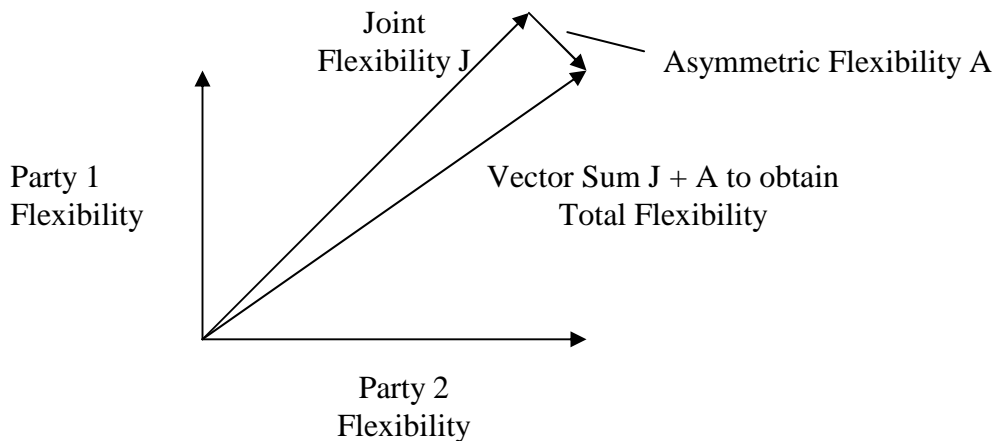 Joint
Flexibility J
Asymmetric Flexibility A
Party 1
Flexibility
Vector Sum J + A to obtain
Total Flexibility
Party 2
Flexibility